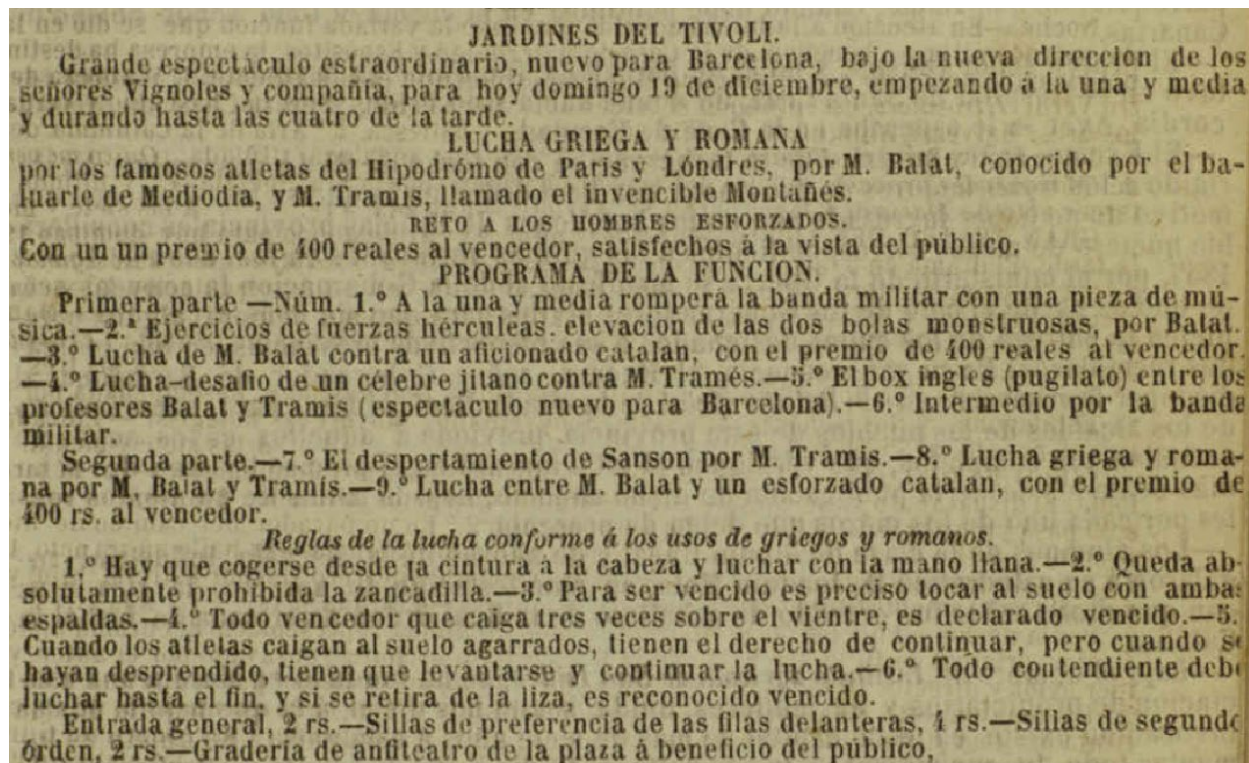 JARDINES DEL TIVOLI.
Grande espectáculo estraordinario, nuevo para Barcelona, bajo la nueva direccion de los
señores Vignoles y compañia, para hoy domingo 19 de diciembre, empezando á la una y media
y durando hasta las cuatro de la tarde.
LUCHA GRIEGA Y ROMANA
por los famosos atletas del Hipodrómo de Paris y Lóndres, por M. Balat, conocido por el ba-
luarte de Mediodia, y M. Tramis, llamado el invencible Montañés.
RETO A LOS HOMBRES ESFORZADOS.
Con un un premio de 400 reales al vencedor, satisfechos á la vista del público.
PROGRAMA DE LA FUNCION.
Primera parte —Núm. 1.º A la una y media romperá la banda militar con una pieza de mú-
sica.—2.ª Ejercicios de fuerzas hercúleas. elevacion de las dos bolas monstruosas, por Balat.
—3.º Lucha de M. Balat contra un aficionado catalan, con el premio de 400 reales al vencedor.
—4.º Lucha-desafio de un célebre jitano contra M. Tramés.—5.º El box ingles (pugilato) entre los
profesores Balat y Tramis (espectáculo nuevo para Barcelona).—6.º Intermedio por la banda
militar.
Segunda parte.—7.º El despertamiento de Sanson por M. Tramis.—8.º Lucha griega y roma-
na por M. Balat y Tramis.—9.º Lucha entre M. Balat y un esforzado catalan, con el premio de
400 rs. al vencedor.
Reglas de la lucha conforme á los usos de griegos y romanos.
1.º Hay que cogerse desde la cintura a la cabeza y luchar con la mano llana.—2.º Queda ab-
solutamente prohibida la zancadilla.—3.º Para ser vencido es preciso tocar al suelo con ambas
espaldas.—4.º Todo vencedor que caiga tres veces sobre el vientre, es declarado vencido.—5.
Cuando los atletas caigan al suelo agarrados, tienen el derecho de continuar, pero cuando se
hayan desprendido, tienen que levantarse y continuar la lucha.—6.º Todo contendiente debe
luchar hasta el fin, y si se retira de la liza, es reconocido vencido.
Entrada general, 2 rs.—Sillas de preferencia de las filas delanteras, 4 rs.—Sillas de segundo
órden, 2 rs.—Graderia de anfiteatro de la plaza á beneficio del público,